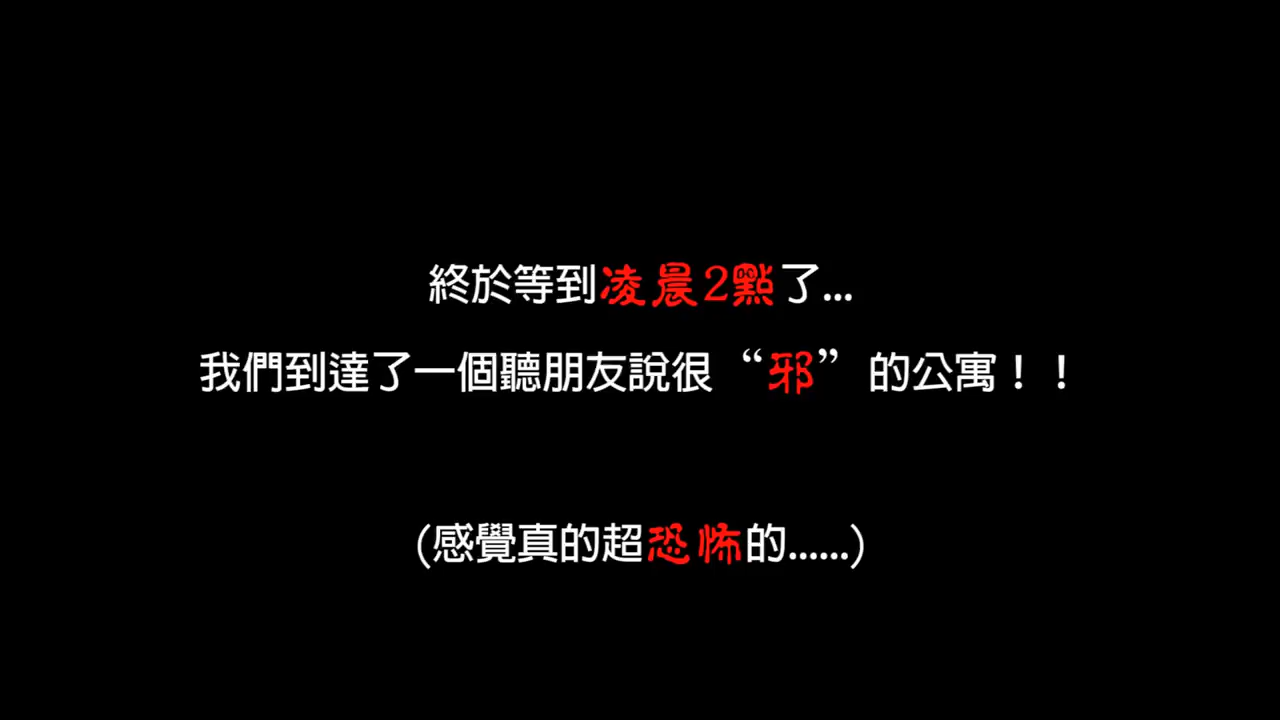 終於等到凌晨2點了...
我們到達了一個聽朋友說很“邪”的公寓！！
(感覺真的超恐怖的......)